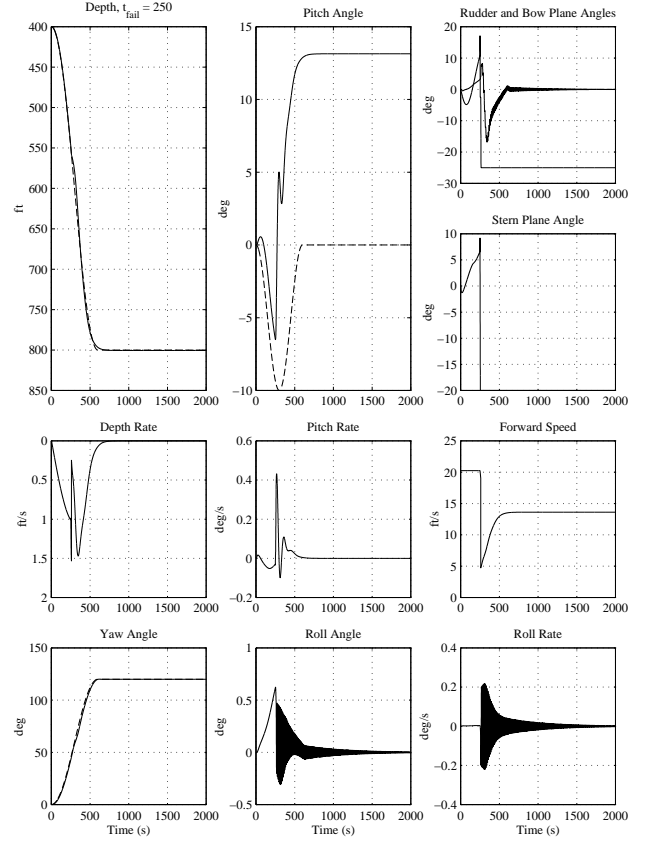 Depth, t_fail = 250
400
450
500
550
600
650
700
750
800
850
ft
0 500 1000 1500 2000
Pitch Angle
15
10
5
0
−5
−10
deg
0 500 1000 1500 2000
Rudder and Bow Plane Angles
20
10
0
−10
−20
−30
deg
0 500 1000 1500 2000
Stern Plane Angle
10
5
0
−5
−10
−15
−20
deg
0 500 1000 1500 2000
Depth Rate
0
0.5
1
1.5
2
ft/s
0 500 1000 1500 2000
Pitch Rate
0.6
0.4
0.2
0
−0.2
deg/s
0 500 1000 1500 2000
Forward Speed
25
20
15
10
5
0
ft/s
0 500 1000 1500 2000
Yaw Angle
150
100
50
0
deg
0 500 1000 1500 2000
Time (s)
Roll Angle
1
0.5
0
−0.5
deg
0 500 1000 1500 2000
Time (s)
Roll Rate
0.4
0.2
0
−0.2
−0.4
deg/s
0 500 1000 1500 2000
Time (s)